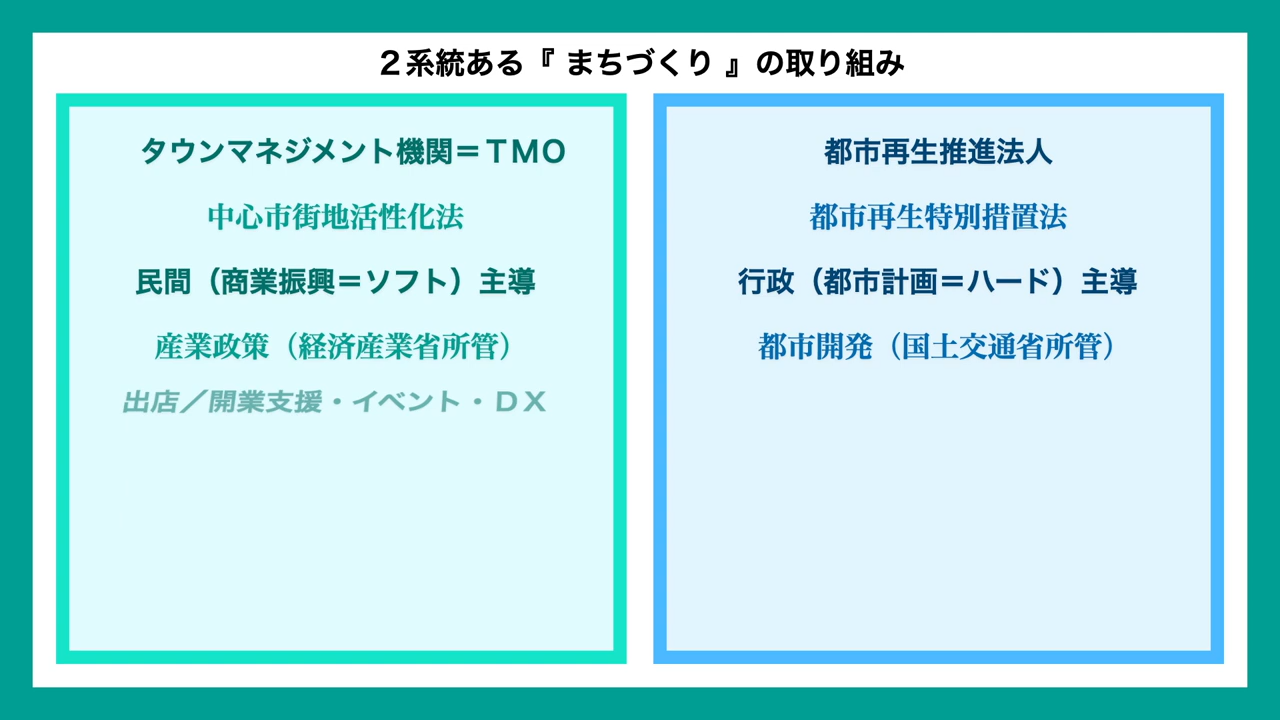 ２系統ある『 まちづくり 』の取り組み
タウンマネジメント機関＝ＴＭＯ
中心市街地活性化法
民間（商業振興＝ソフト）主導
産業政策（経済産業省所管）
出店／開業支援・イベント・ＤＸ
都市再生推進法人
都市再生特別措置法
行政（都市計画＝ハード）主導
都市開発（国土交通省所管）